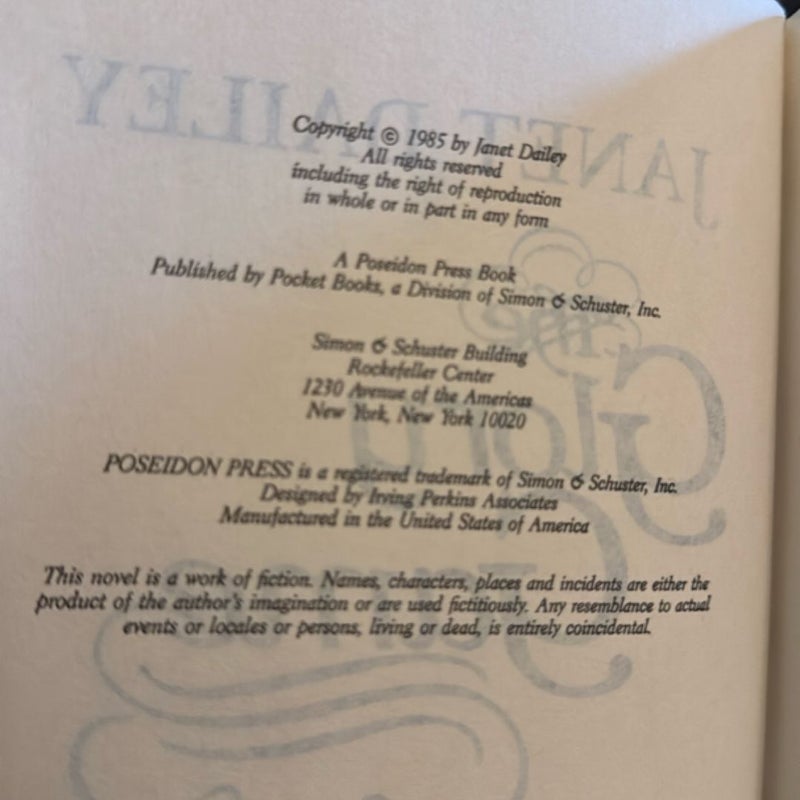 JANET DAILEY
Copyright © 1985 by Janet Dailey
All rights reserved
including the right of reproduction
in whole or in part in any form
A Poseidon Press Book
Published by Pocket Books, a Division of Simon & Schuster, Inc.
The
Simon & Schuster Building
Rockefeller Center
1230 Avenue of the Americas
New York, New York 10020
Glory
POSEIDON PRESS is a registered trademark of Simon & Schuster, Inc.
Designed by Irving Perkins Associates
Manufactured in the United States of America
Game
This novel is a work of fiction. Names, characters, places and incidents are either the
product of the author's imagination or are used fictitiously. Any resemblance to actual
events or locales or persons, living or dead, is entirely coincidental.